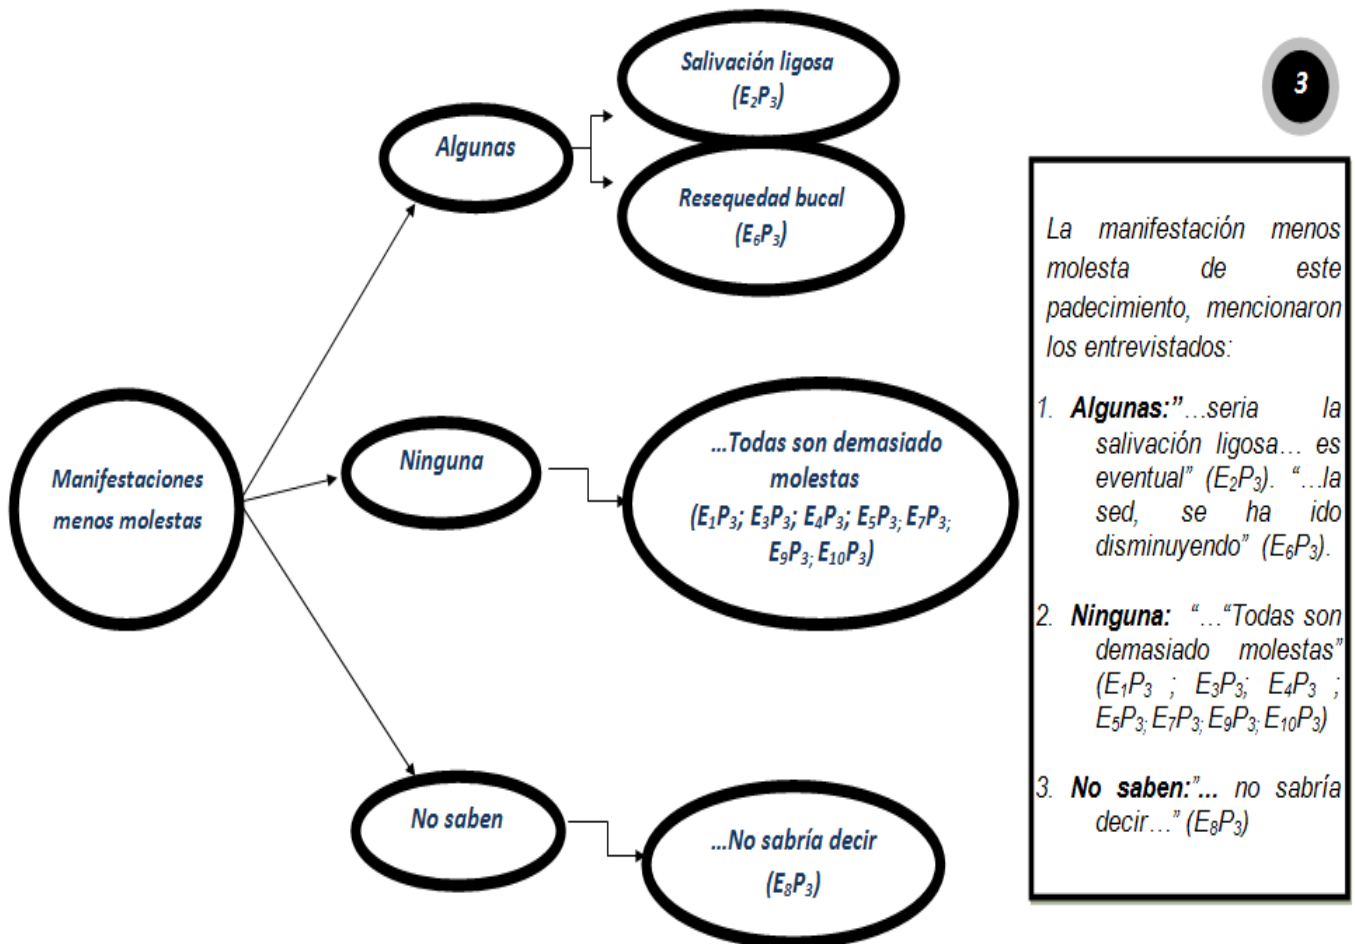 Salivación ligosa
(E₂P₃)
3
Algunas
Resequedad bucal
(E₆P₃)
Manifestaciones
menos molestas
Ninguna
...Todas son demasiado
molestas
(E₁P₃; E₃P₃; E₄P₃; E₅P₃; E₇P₃;
E₉P₃; E₁₀P₃)
No saben
...No sabría decir
(E₈P₃)
La manifestación menos
molesta de este
padecimiento, mencionaron
los entrevistados:
1. Algunas:”…seria la
salivación ligosa… es
eventual” (E₂P₃). “…la
sed, se ha ido
disminuyendo” (E₆P₃).
2. Ninguna: “…“Todas son
demasiado molestas”
(E₁P₃ ; E₃P₃; E₄P₃ ;
E₅P₃; E₇P₃; E₉P₃; E₁₀P₃)
3. No saben:”... no sabría
decir…” (E₈P₃)